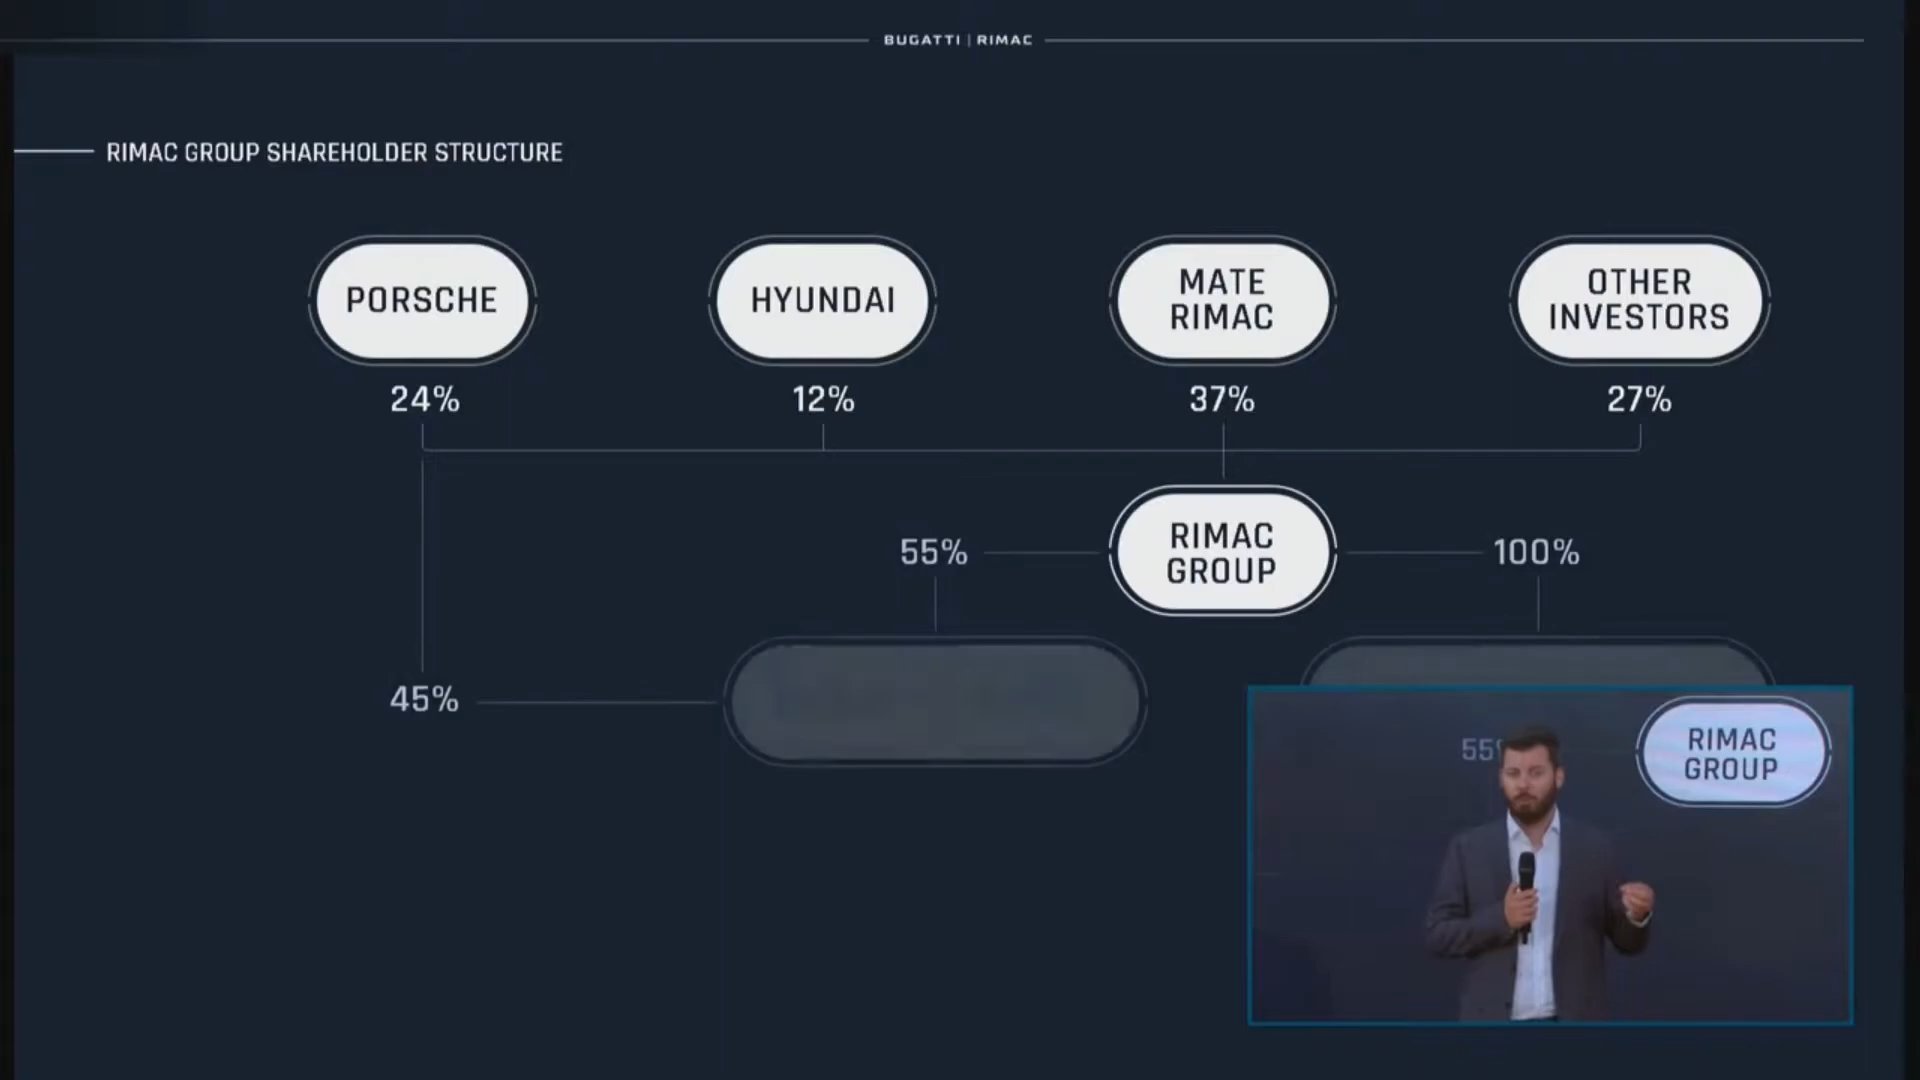 BUGATTI | RIMAC
RIMAC GROUP SHAREHOLDER STRUCTURE
PORSCHE
HYUNDAI
MATE
RIMAC
OTHER
INVESTORS
24%
12%
37%
27%
55%
RIMAC
GROUP
100%
45%
RIMAC
GROUP